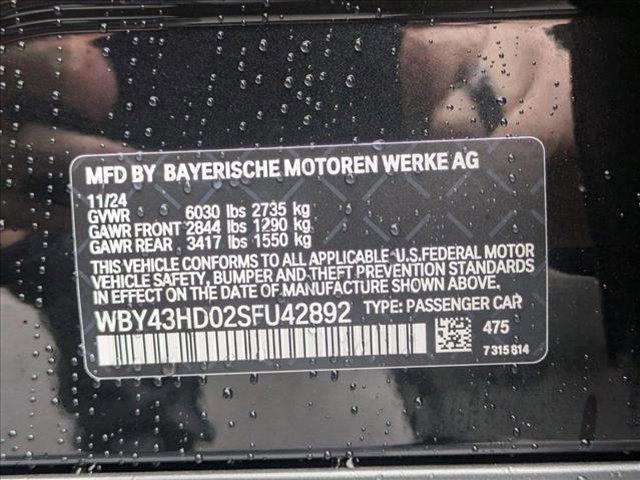 MFD BY BAYERISCHE MOTOREN WERKE AG
11/24
GVWR 6030 lbs 2735 kg
GAWR FRONT 2844 lbs 1290 kg
GAWR REAR 3417 lbs 1550 kg
THIS VEHICLE CONFORMS TO ALL APPLICABLE U.S.FEDERAL MOTOR
VEHICLE SAFETY, BUMPER AND THEFT PREVENTION STANDARDS
IN EFFECT ON THE DATE OF MANUFACTURE SHOWN ABOVE.
WBY43HD02SFU42892 TYPE: PASSENGER CAR
475
7 315 814